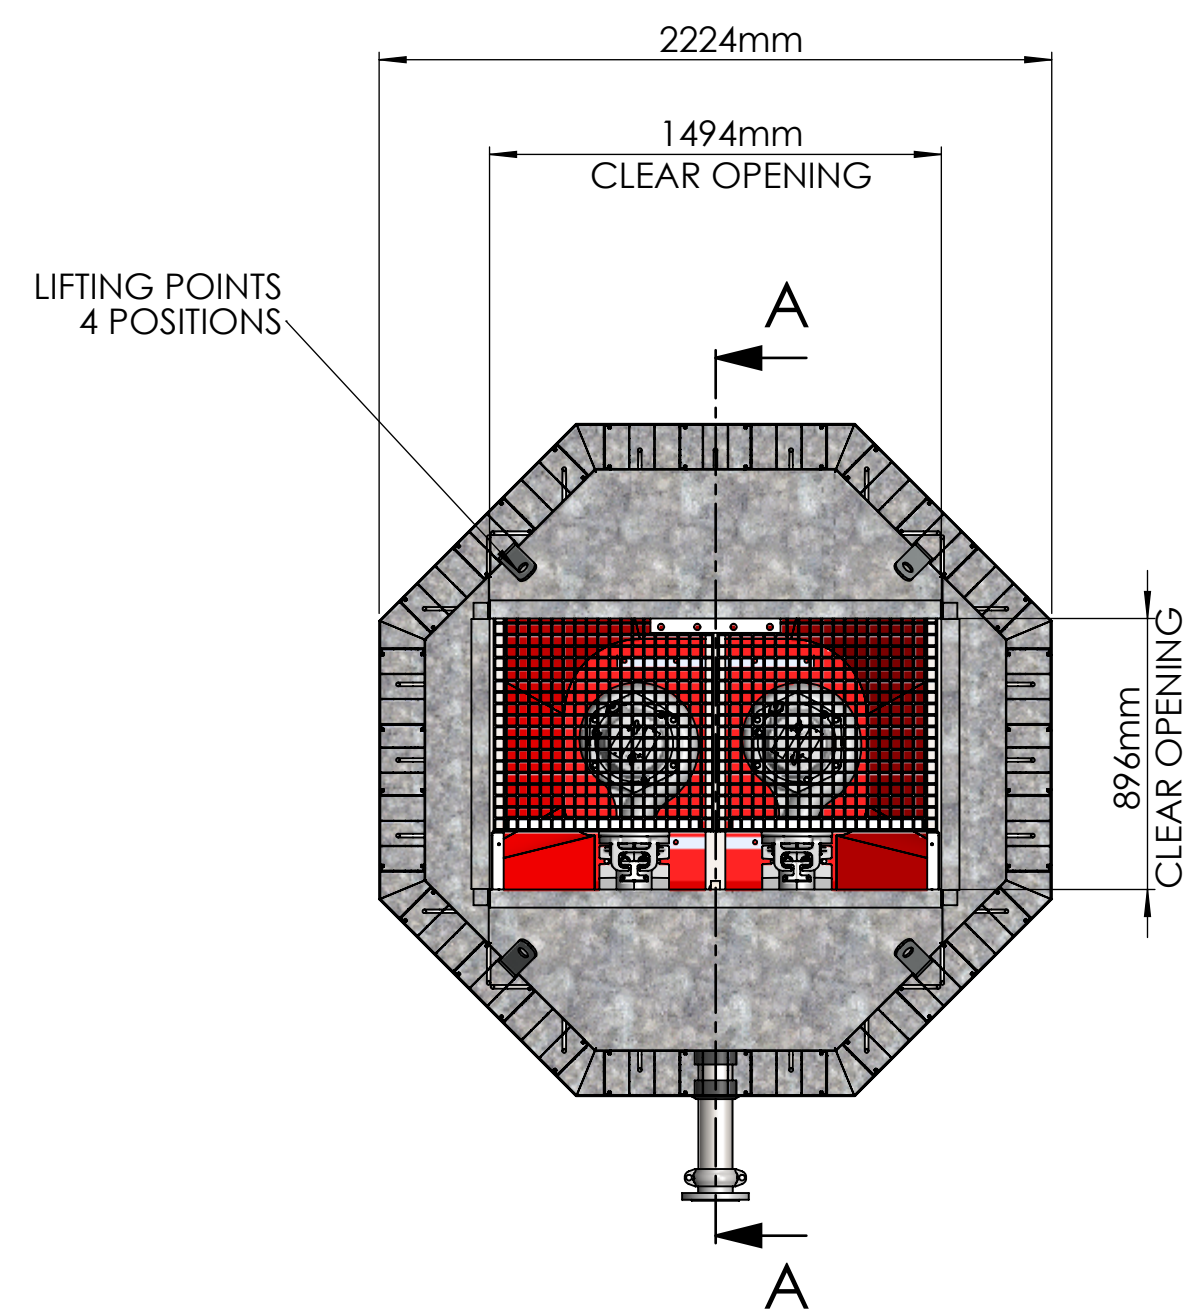 2224mm
1494mm
CLEAR OPENING
LIFTING POINTS
4 POSITIONS
A
896mm
CLEAR OPENING
A